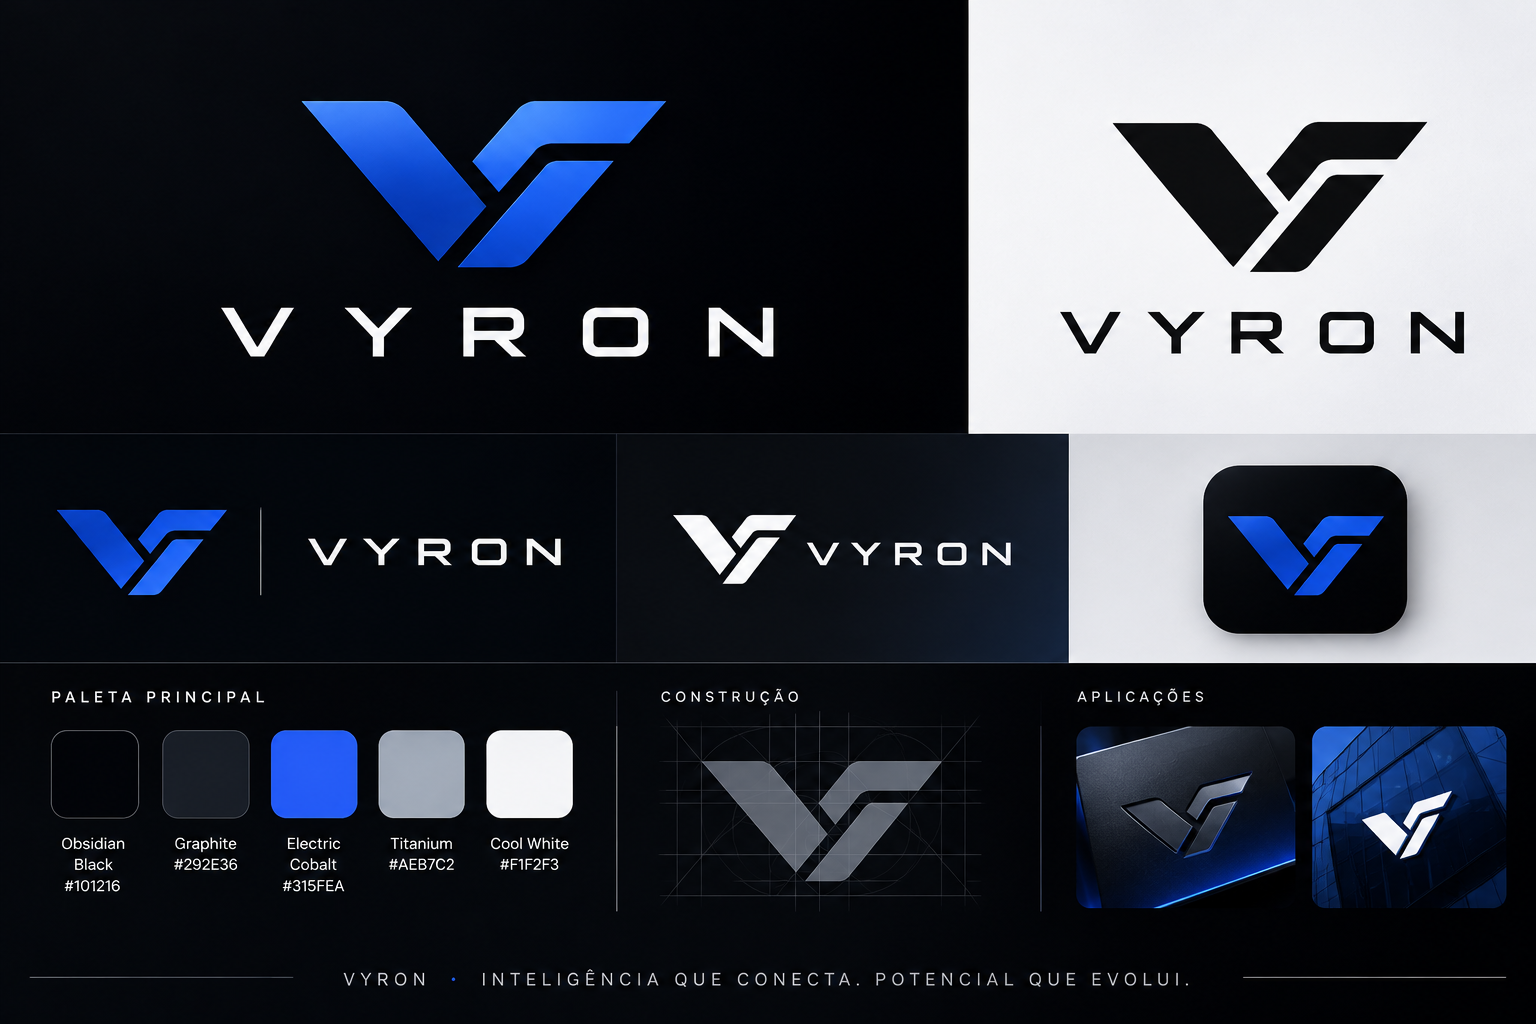 VYRON
VYRON
VYRON
VYRON
PALETA PRINCIPAL
Obsidian
Black
#101216
Graphite
#292E36
Electric
Cobalt
#315FEA
Titanium
#AEB7C2
Cool White
#F1F2F3
CONSTRUÇÃO
APLICAÇÕES
VYRON · INTELIGÊNCIA QUE CONECTA. POTENCIAL QUE EVOLUI.